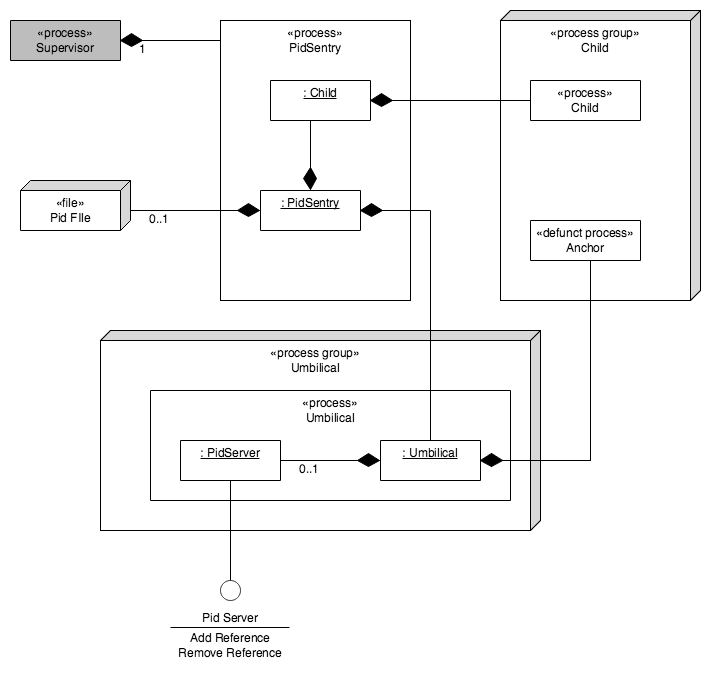 «process»
Supervisor
1
«process»
PidSentry
«process group»
Child
: Child
«process»
Child
«file»
Pid FIle
0..1
: PidSentry
«defunct process»
Anchor
«process group»
Umbilical
«process»
Umbilical
: PidServer
0..1
: Umbilical
Pid Server
Add Reference
Remove Reference